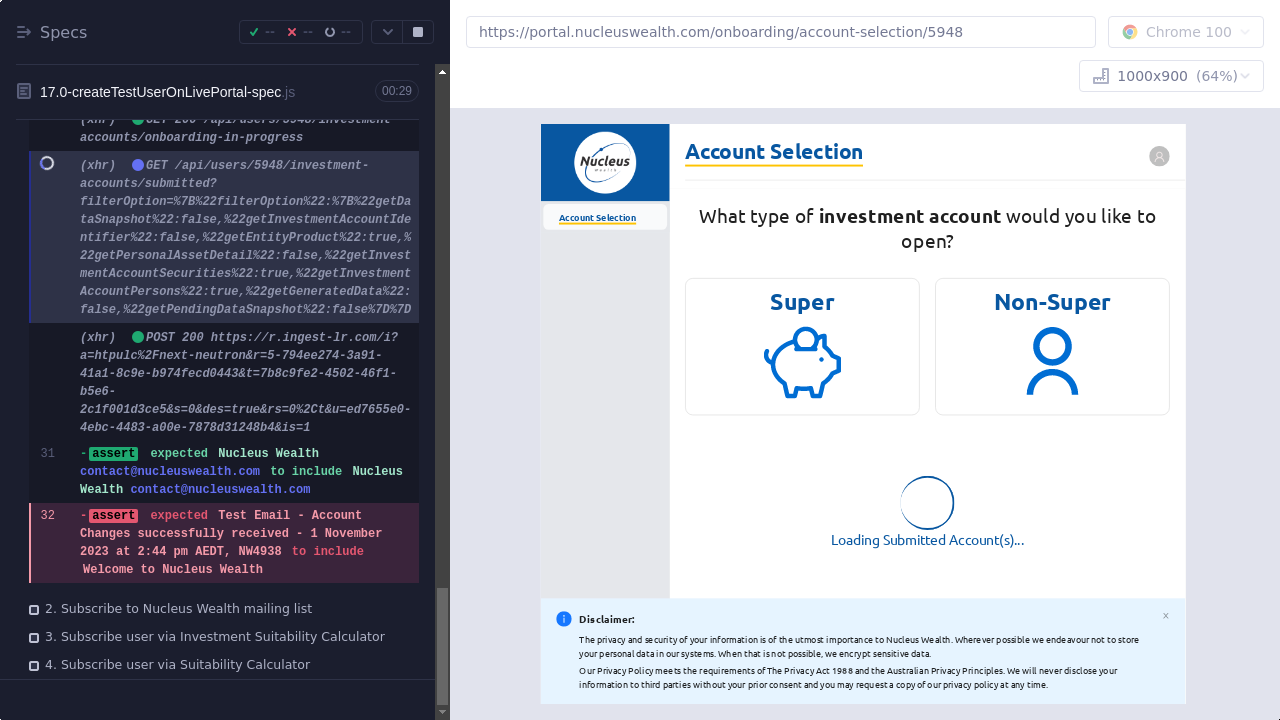 Specs
--
--
--
https://portal.nucleuswealth.com/onboarding/account-selection/5948
Chrome 100
1000x900 (64%)
17.0-createTestUserOnLivePortal-spec.js
00:29
(xhr) GET 200 /api/users/5948/investment-
accounts/onboarding-in-progress
(xhr) GET /api/users/5948/investment-
accounts/submitted?
filterOption=%7B%22filterOption%22:%7B%22getDa
taSnapshot%22:false,%22getInvestmentAccountIde
ntifier%22:false,%22getEntityProduct%22:true,%
22getPersonalAssetDetail%22:false,%22getInvest
mentAccountSecurities%22:true,%22getInvestment
AccountPersons%22:true,%22getGeneratedData%22:
false,%22getPendingDataSnapshot%22:false%7D%7D
(xhr) POST 200 https://r.ingest-lr.com/i?
a=htpulc%2Fnext-neutron&r=5-794ee274-3a91-
41a1-8c9e-b974fecd0443&t=7b8c9fe2-4502-46f1-
b5e6-
2c1f001d3ce5&s=0&des=true&rs=0%2Ct&u=ed7655e0-
4ebc-4483-a00e-7878d31248b4&is=1
31 -assert expected Nucleus Wealth
contact@nucleuswealth.com to include Nucleus
Wealth contact@nucleuswealth.com
32 -assert expected Test Email - Account
Changes successfully received - 1 November
2023 at 2:44 pm AEDT, NW4938 to include
Welcome to Nucleus Wealth
2. Subscribe to Nucleus Wealth mailing list
3. Subscribe user via Investment Suitability Calculator
4. Subscribe user via Suitability Calculator
Nucleus
Wealth
Account Selection
Account Selection
What type of investment account would you like to
open?
Super
Non-Super
Loading Submitted Account(s)...
Disclaimer:
The privacy and security of your information is of the utmost importance to Nucleus Wealth. Wherever possible we endeavour not to store
your personal data in our systems. When that is not possible, we encrypt sensitive data.
Our Privacy Policy meets the requirements of The Privacy Act 1988 and the Australian Privacy Principles. We will never disclose your
information to third parties without your prior consent and you may request a copy of our privacy policy at any time.